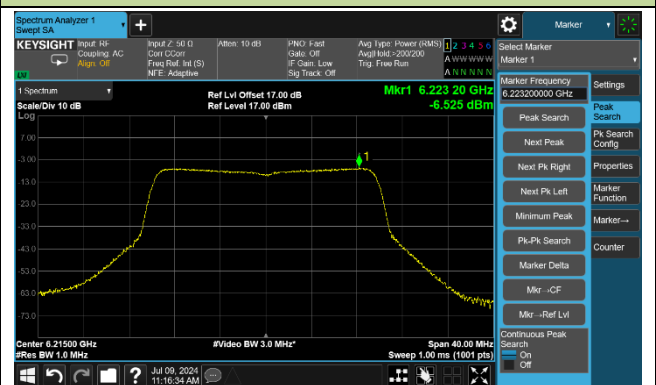 Spectrum Analyzer 1
Swept SA
+
Marker
KEYSIGHT
Input: RF
Coupling: AC
Align: Off
Input Z: 50 Ω
Corr CCorr
Freq Ref: Int (S)
NFE: Adaptive
Atten: 10 dB
PNO: Fast
Gate: Off
IF Gain: Low
Sig Track: Off
Avg Type: Power (RMS)
Avg|Hold:>200/200
Trig: Free Run
1 2 3 4 5 6
A W W W W W
A N N N N N
LM
Select Marker
Marker 1
1 Spectrum
Scale/Div 10 dB
Log
Ref Lvl Offset 17.00 dB
Ref Level 17.00 dBm
Mkr1 6.223 20 GHz
-6.525 dBm
7.00
-3.00
-13.0
-23.0
-33.0
-43.0
-53.0
-63.0
-73.0
1
Center 6.21500 GHz
#Res BW 1.0 MHz
#Video BW 3.0 MHz*
Span 40.00 MHz
Sweep 1.00 ms (1001 pts)
Marker Frequency
6.223200000 GHz
Peak Search
Next Peak
Next Pk Right
Next Pk Left
Minimum Peak
Pk-Pk Search
Marker Delta
Mkr→CF
Mkr→Ref Lvl
Continuous Peak
Search
On
Off
Settings
Peak
Search
Pk Search
Config
Properties
Marker
Function
Marker→
Counter
?
Jul 09, 2024
11:16:34 AM